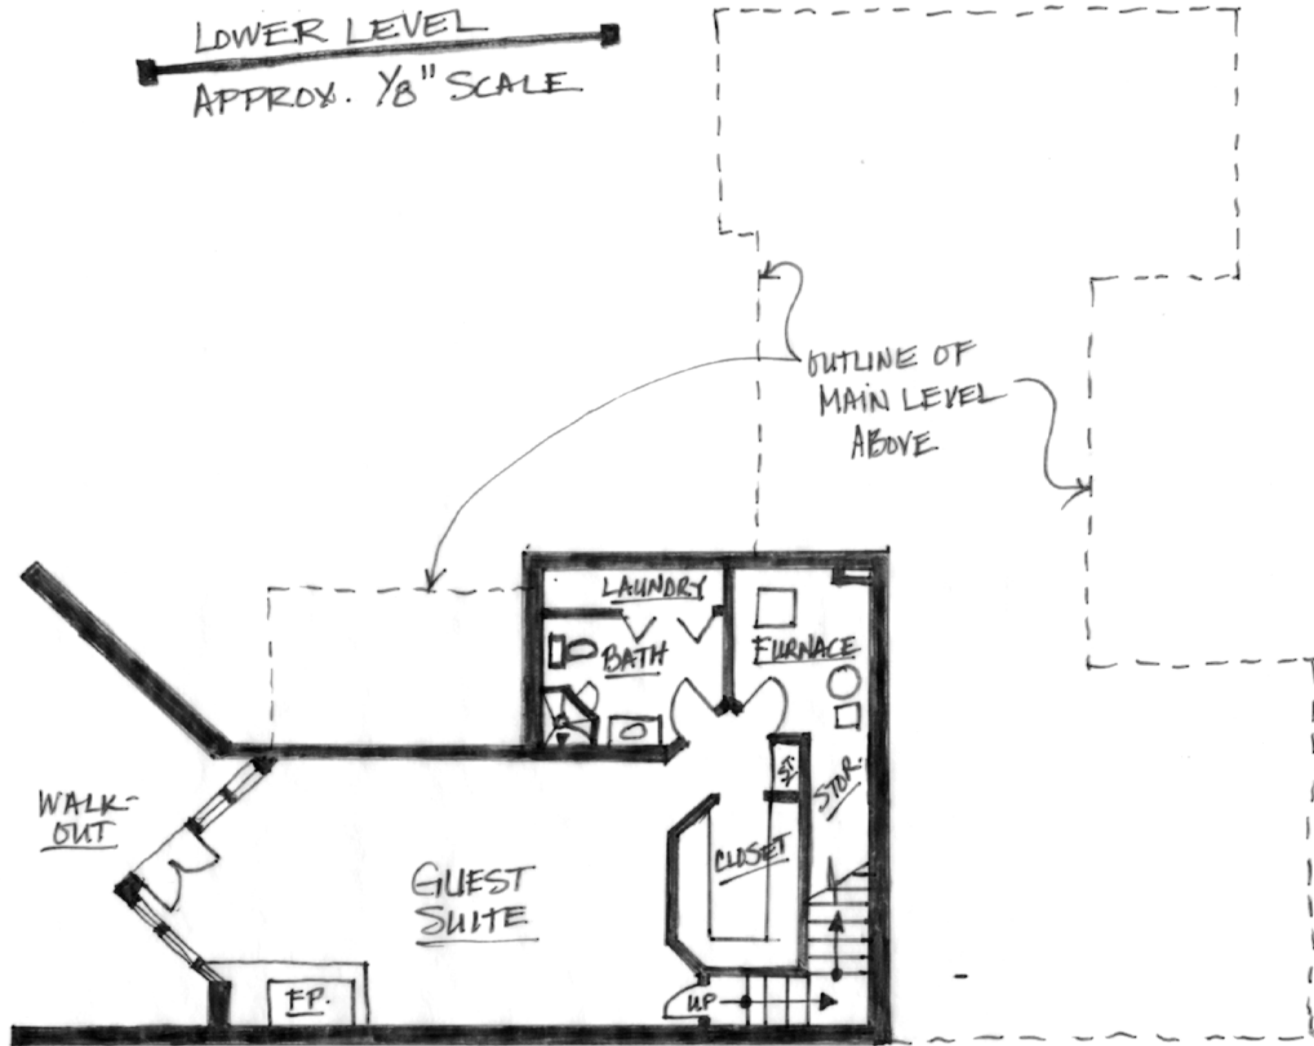 LOWER LEVEL
APPROX. 1/8" SCALE
OUTLINE OF
MAIN LEVEL
ABOVE
LAUNDRY
BATH
FURNACE
STOR.
CLOSET
WALK-
OUT
GUEST
SUITE
FP.
UP